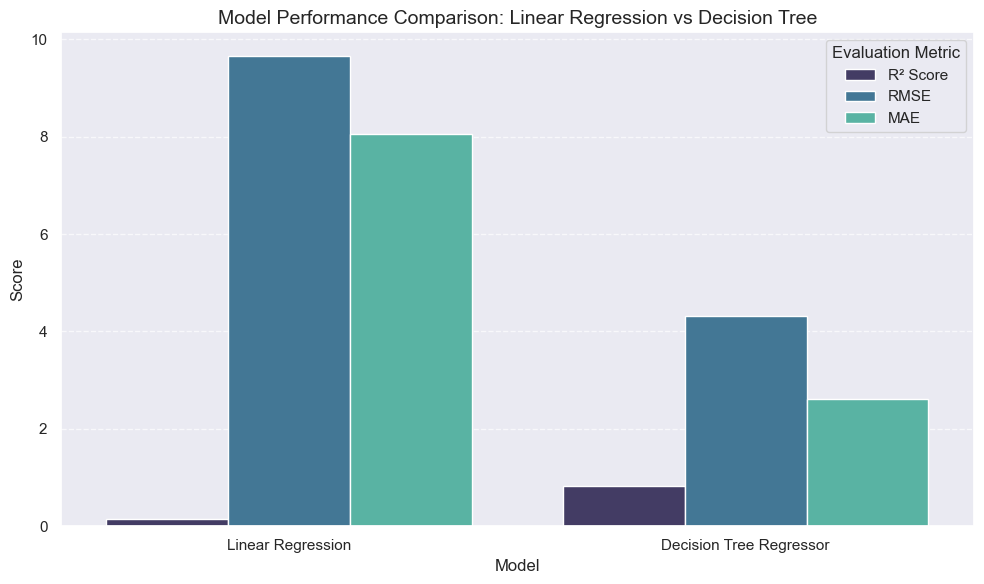 Model Performance Comparison: Linear Regression vs Decision Tree
10
8
6
4
2
0
Score
Evaluation Metric
R² Score
RMSE
MAE
Linear Regression
Decision Tree Regressor
Model